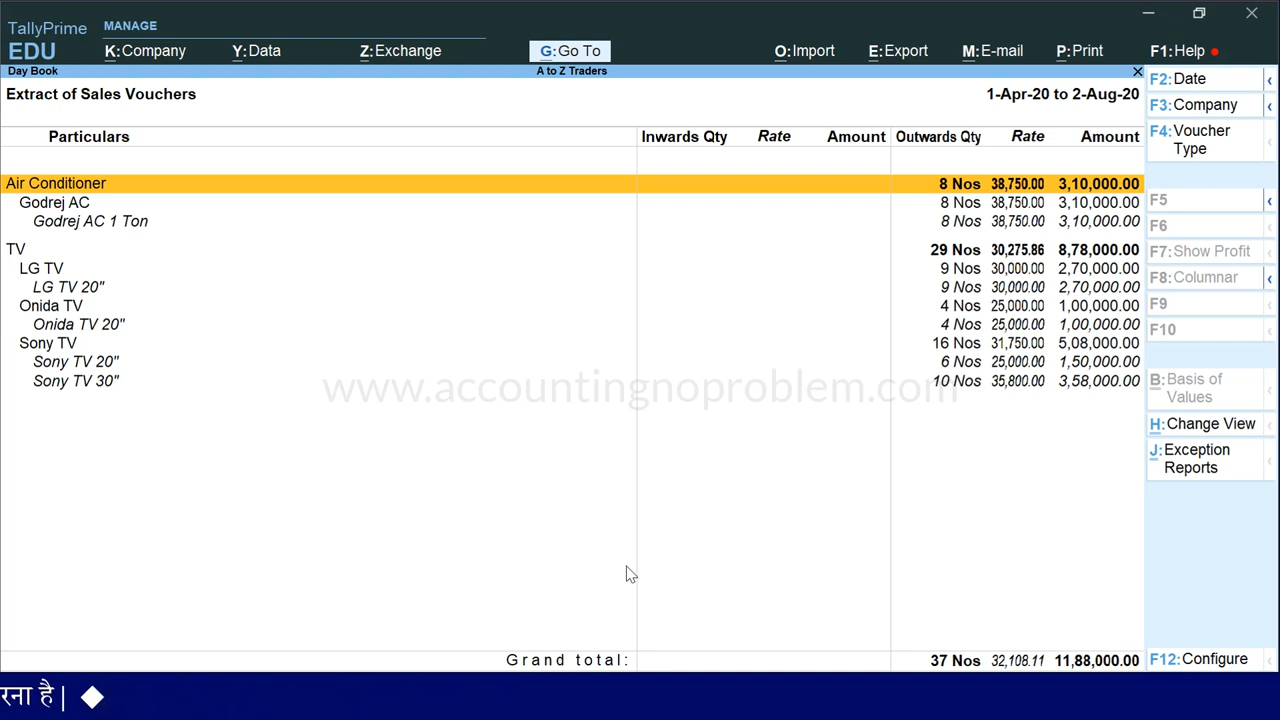 TallyPrime
EDU
MANAGE
K:Company Y:Data Z:Exchange G:Go To O:Import E:Export M:E-mail P:Print F1:Help
Day Book A to Z Traders
Extract of Sales Vouchers 1-Apr-20 to 2-Aug-20
Particulars Inwards Qty Rate Amount Outwards Qty Rate Amount
Air Conditioner 8 Nos 38,750.00 3,10,000.00
Godrej AC 8 Nos 38,750.00 3,10,000.00
Godrej AC 1 Ton 8 Nos 38,750.00 3,10,000.00
TV 29 Nos 30,275.86 8,78,000.00
LG TV 9 Nos 30,000.00 2,70,000.00
LG TV 20" 9 Nos 30,000.00 2,70,000.00
Onida TV 4 Nos 25,000.00 1,00,000.00
Onida TV 20" 4 Nos 25,000.00 1,00,000.00
Sony TV 16 Nos 31,750.00 5,08,000.00
Sony TV 20" 6 Nos 25,000.00 1,50,000.00
Sony TV 30" 10 Nos 35,800.00 3,58,000.00
www.accountingnoproblem.com
Grand total: 37 Nos 32,108.11 11,88,000.00
F2:Date
F3:Company
F4:Voucher
Type
F5
F6
F7:Show Profit
F8:Columnar
F9
F10
B:Basis of
Values
H:Change View
J:Exception
Reports
F12:Configure
रना है|